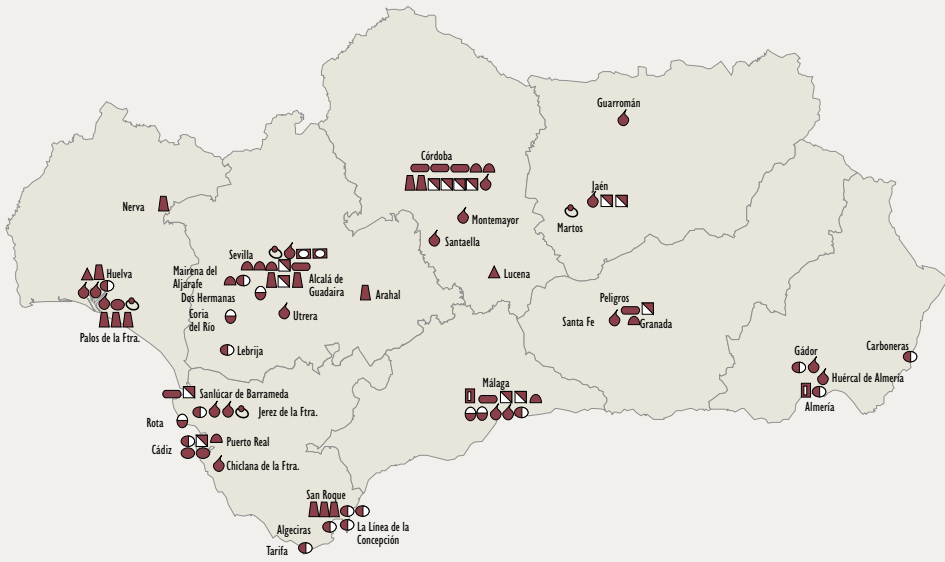 Guarromán
Córdoba
Jaén
Nerva
Montemayor
Martos
Santaella
Sevilla
Huelva
Mairena del
Aljarafe
Alcalá de
Guadaira
Lucena
Dos Hermanas
Arahal
Peligros
Coria
del Río
Utrera
Santa Fe
Granada
Palos de la Ftra.
Lebrija
Carboneras
Gádor
Huércal de Almería
Málaga
Sanlúcar de Barrameda
Almería
Jerez de la Ftra.
Rota
Puerto Real
Cádiz
Chiclana de la Ftra.
San Roque
Algeciras
La Línea de la
Concepción
Tarifa